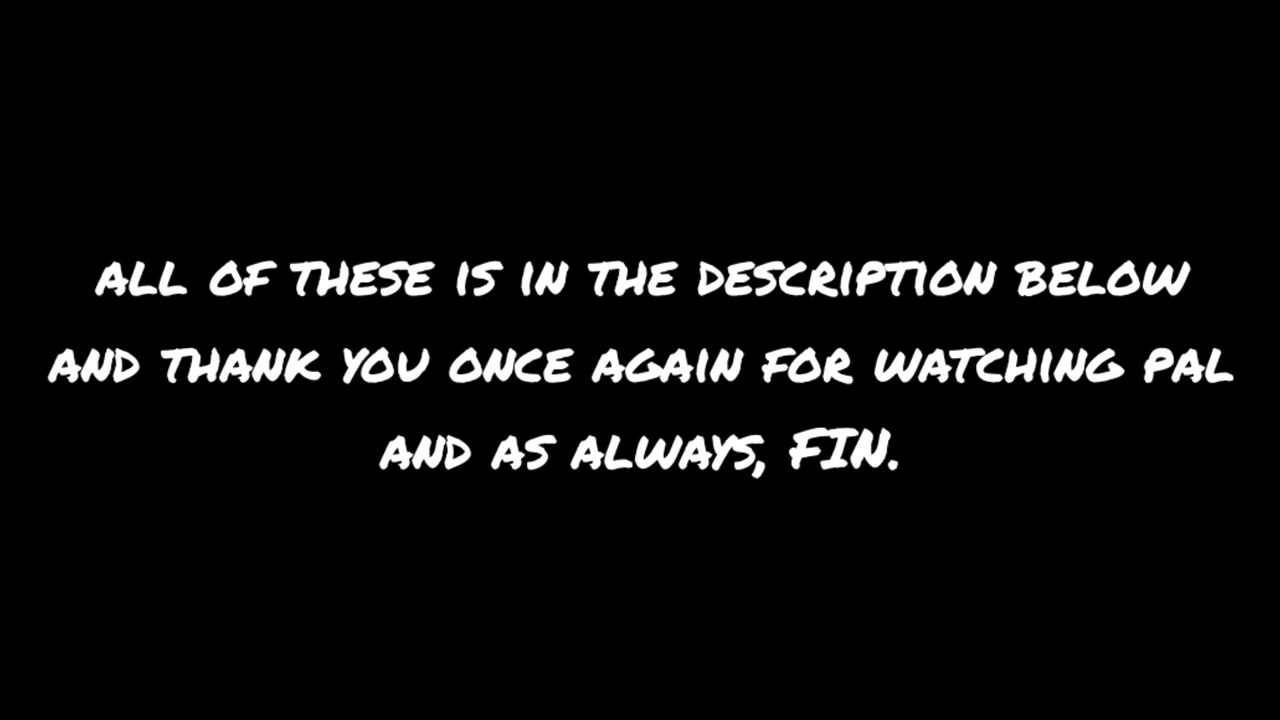 all of these is in the description below
and thank you once again for watching pal
and as always, FIN.